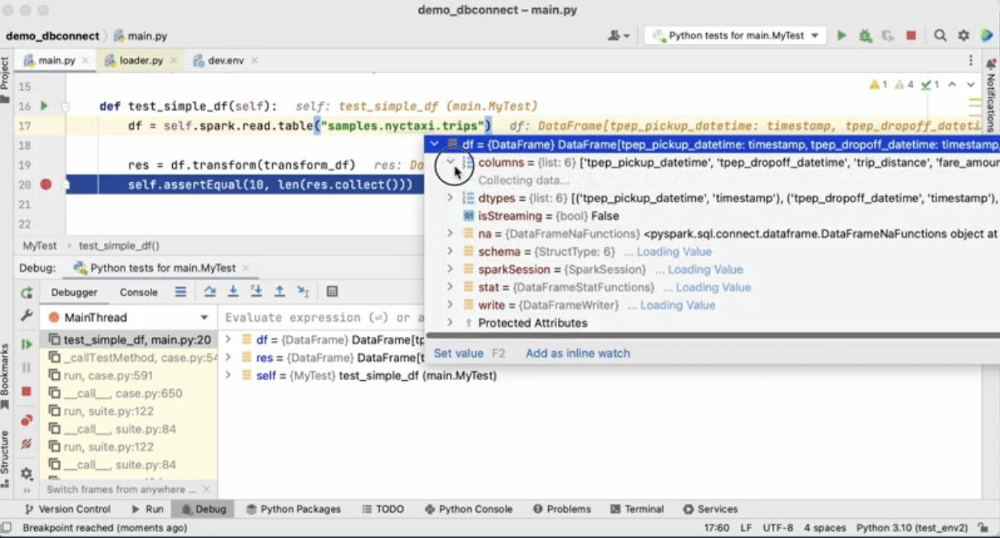 demo_dbconnect – main.py
demo_dbconnect
main.py
Python tests for main.MyTest
main.py
loader.py
dev.env
Project
Notifications
15
1 4 1
16 def test_simple_df(self): self: test_simple_df (main.MyTest)
17 df = self.spark.read.table("samples.nyctaxi.trips") df: DataFrame[tpep_pickup_datetime: timestamp, tpep_dropoff_dateti
18
19 res = df.transform(transform_df) res: Da
20 self.assertEqual(10, len(res.collect()))
21
22
df = {DataFrame} DataFrame[tpep_pickup_datetime: timestamp, tpep_dropoff_datetime: timestamp,
columns = {list: 6} ['tpep_pickup_datetime', 'tpep_dropoff_datetime', 'trip_distance', 'fare_amour
Collecting data...
dtypes = {list: 6} [('tpep_pickup_datetime', 'timestamp'), ('tpep_dropoff_datetime', 'timestamp'),
01 isStreaming = {bool} False
na = {DataFrameNaFunctions} <pyspark.sql.connect.dataframe.DataFrameNaFunctions object at
schema = {StructType: 6} ... Loading Value
sparkSession = {SparkSession} ... Loading Value
stat = {DataFrameStatFunctions} ... Loading Value
write = {DataFrameWriter} ... Loading Value
Protected Attributes
Set value F2 Add as inline watch
MyTest
test_simple_df()
Debug: Python tests for main.MyTest
Debugger Console
MainThread
Evaluate expression (⏎) or a
test_simple_df, main.py:20
_callTestMethod, case.py:54
run, case.py:591
__call__, case.py:650
run, suite.py:122
__call__, suite.py:84
run, suite.py:122
__call__, suite.py:84
Switch frames from anywhere ...
df = {DataFrame} DataFrame[tp
res = {DataFrame} DataFrame[t
self = {MyTest} test_simple_df (main.MyTest)
Bookmarks
Structure
Version Control Run Debug Python Packages TODO Python Console Problems Terminal Services
Breakpoint reached (moments ago)
17:60 LF UTF-8 4 spaces Python 3.10 (test_env2)